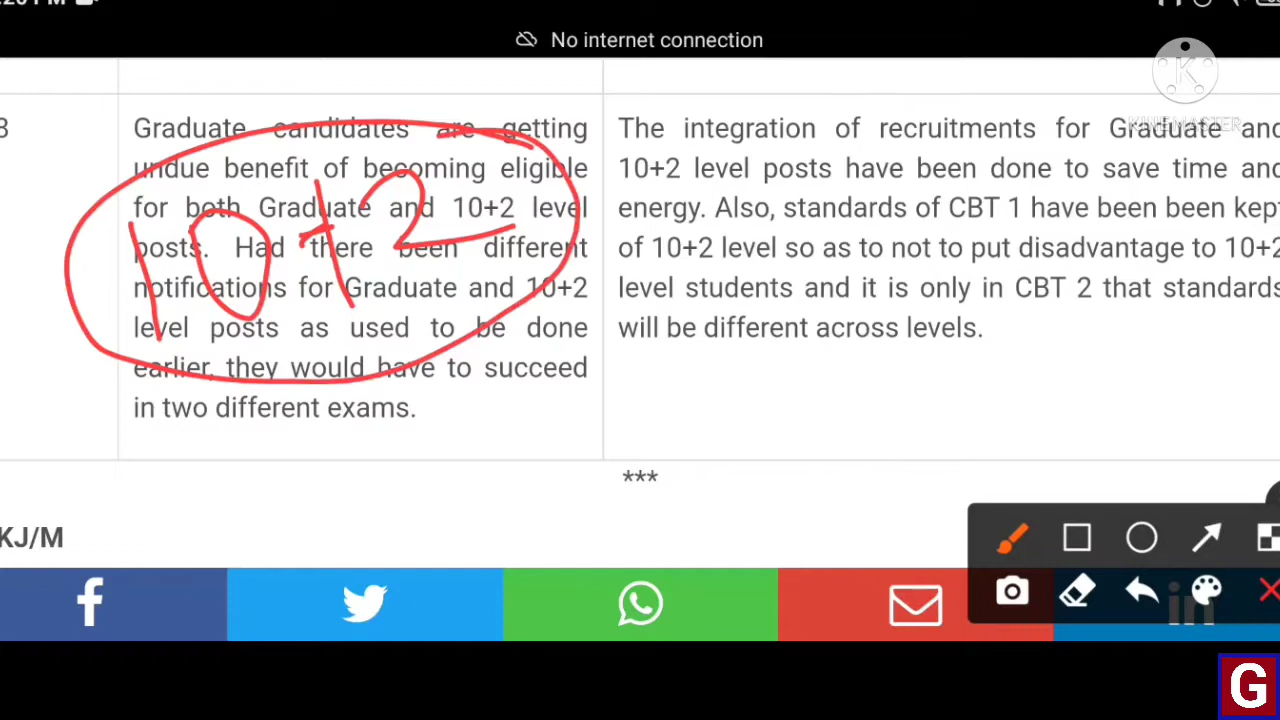 No internet connection
KINEMASTER
Graduate candidates are getting
undue benefit of becoming eligible
for both Graduate and 10+2 level
posts. Had there been different
notifications for Graduate and 10+2
level posts as used to be done
earlier, they would have to succeed
in two different exams.
10+2
The integration of recruitments for Graduate and
10+2 level posts have been done to save time and
energy. Also, standards of CBT 1 have been been kept
of 10+2 level so as to not to put disadvantage to 10+2
level students and it is only in CBT 2 that standards
will be different across levels.
***
KJ/M
f
in
G